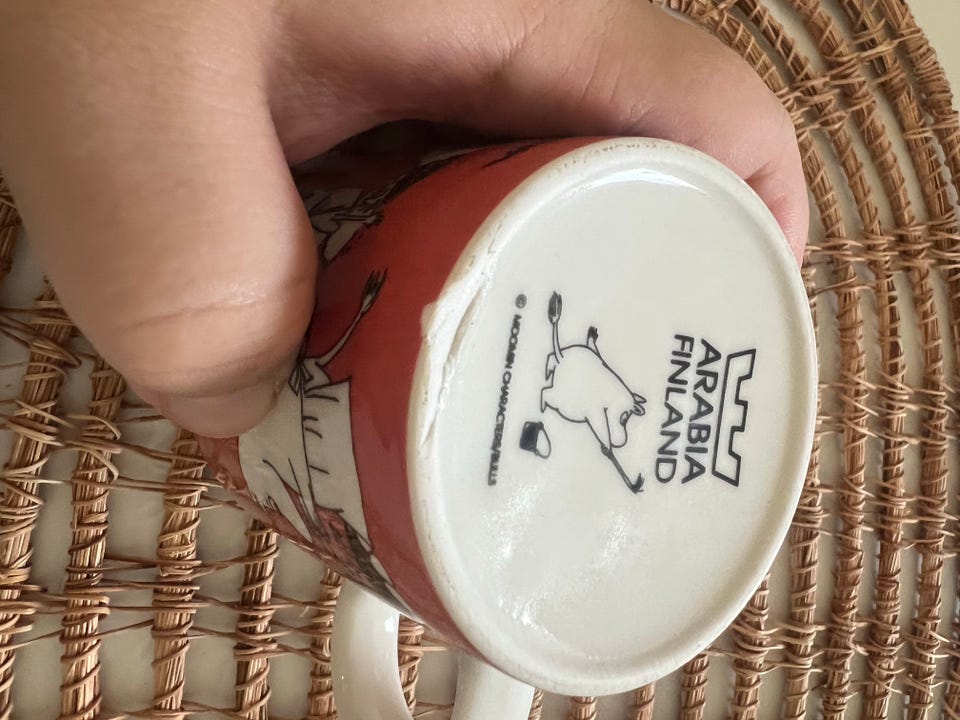 ARABIA
FINLAND
© MOOMIN CHARACTERS/BULLS